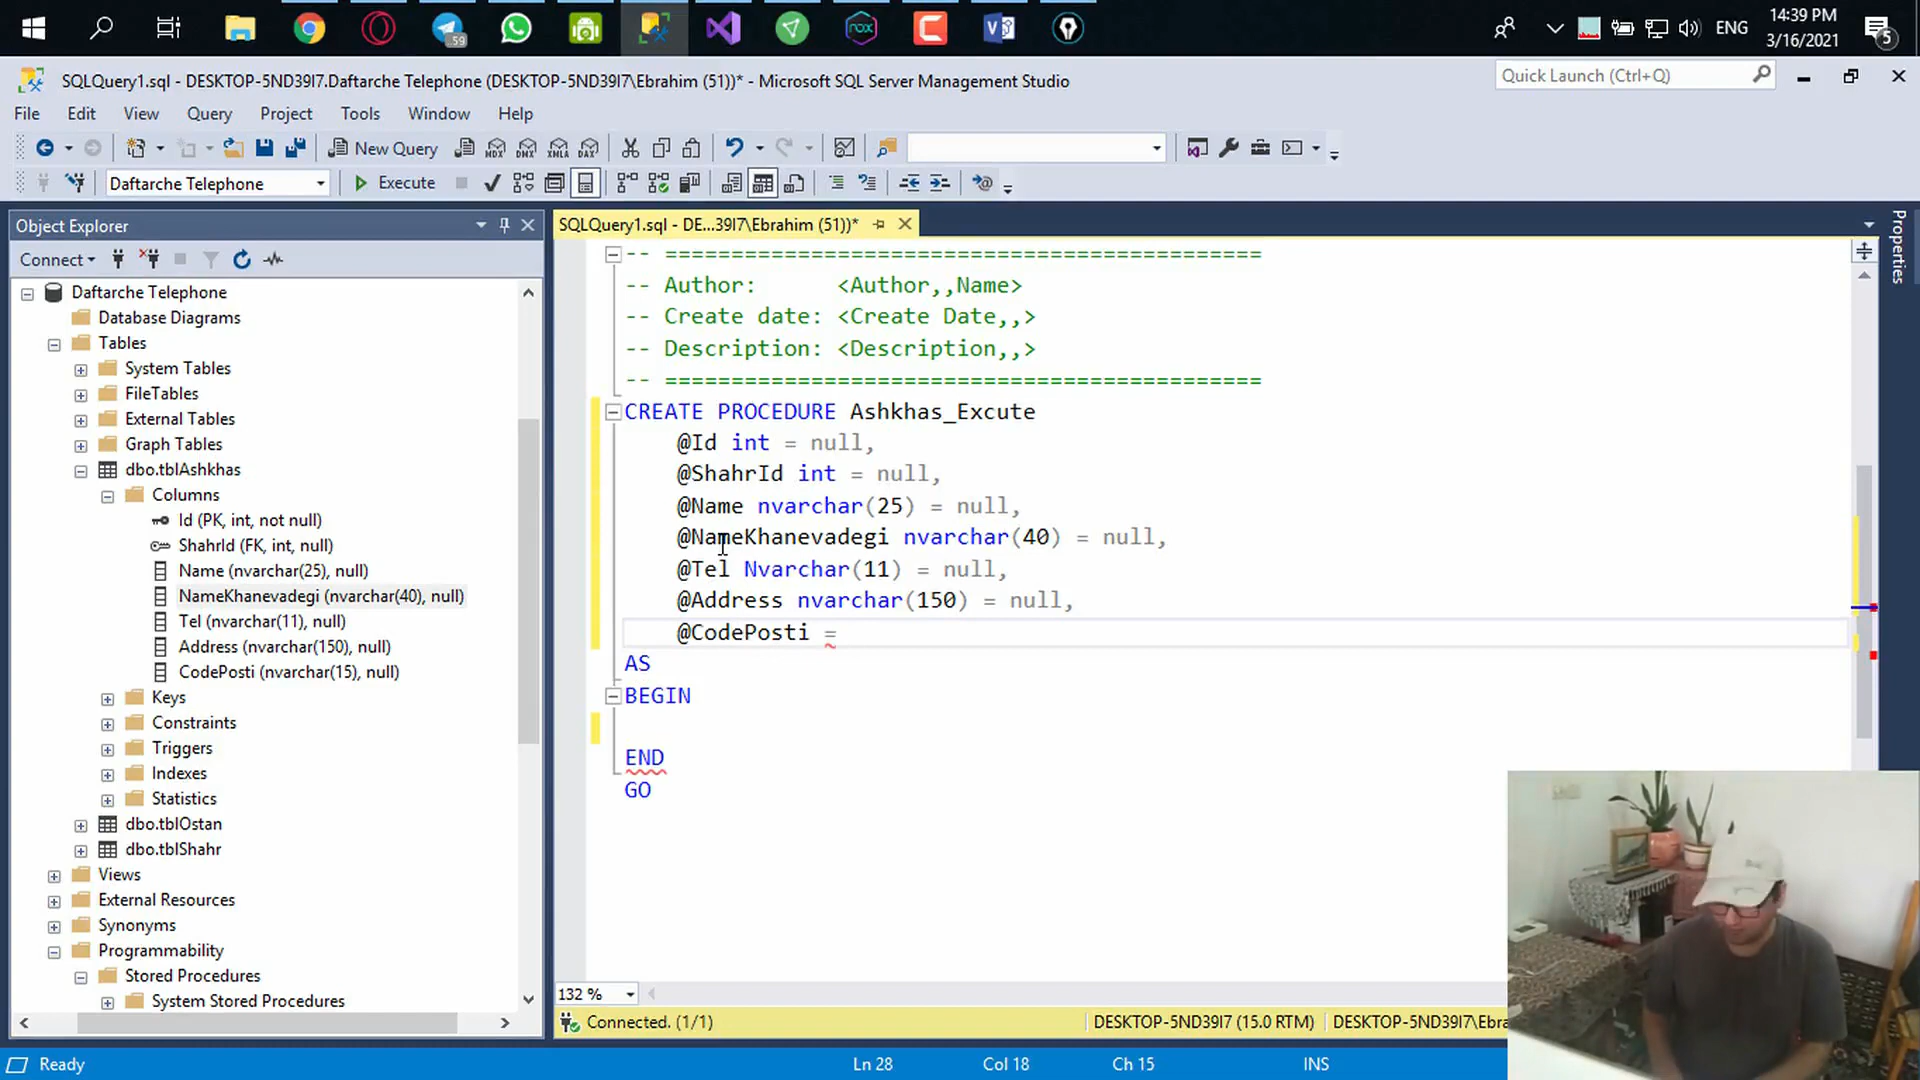 59
nox
ENG
14:39 PM
3/16/2021
5
SQLQuery1.sql - DESKTOP-5ND39I7.Daftarche Telephone (DESKTOP-5ND39I7\Ebrahim (51))* - Microsoft SQL Server Management Studio
Quick Launch (Ctrl+Q)
File Edit View Query Project Tools Window Help
New Query
MDX DMX XMLA DAX
Daftarche Telephone
Execute
Object Explorer
SQLQuery1.sql - DE...39I7\Ebrahim (51))*
Properties
Connect
Daftarche Telephone
Database Diagrams
Tables
System Tables
FileTables
External Tables
Graph Tables
dbo.tblAshkhas
Columns
Id (PK, int, not null)
ShahrId (FK, int, null)
Name (nvarchar(25), null)
NameKhanevadegi (nvarchar(40), null)
Tel (nvarchar(11), null)
Address (nvarchar(150), null)
CodePosti (nvarchar(15), null)
Keys
Constraints
Triggers
Indexes
Statistics
dbo.tblOstan
dbo.tblShahr
Views
External Resources
Synonyms
Programmability
Stored Procedures
System Stored Procedures
-- =============================================
-- Author: <Author,,Name>
-- Create date: <Create Date,,>
-- Description: <Description,,>
-- =============================================
CREATE PROCEDURE Ashkhas_Excute
@Id int = null,
@ShahrId int = null,
@Name nvarchar(25) = null,
@NameKhanevadegi nvarchar(40) = null,
@Tel Nvarchar(11) = null,
@Address nvarchar(150) = null,
@CodePosti =
AS
BEGIN
END
GO
132 %
Connected. (1/1)
DESKTOP-5ND39I7 (15.0 RTM)
DESKTOP-5ND39I7\Ebra
Ready
Ln 28
Col 18
Ch 15
INS